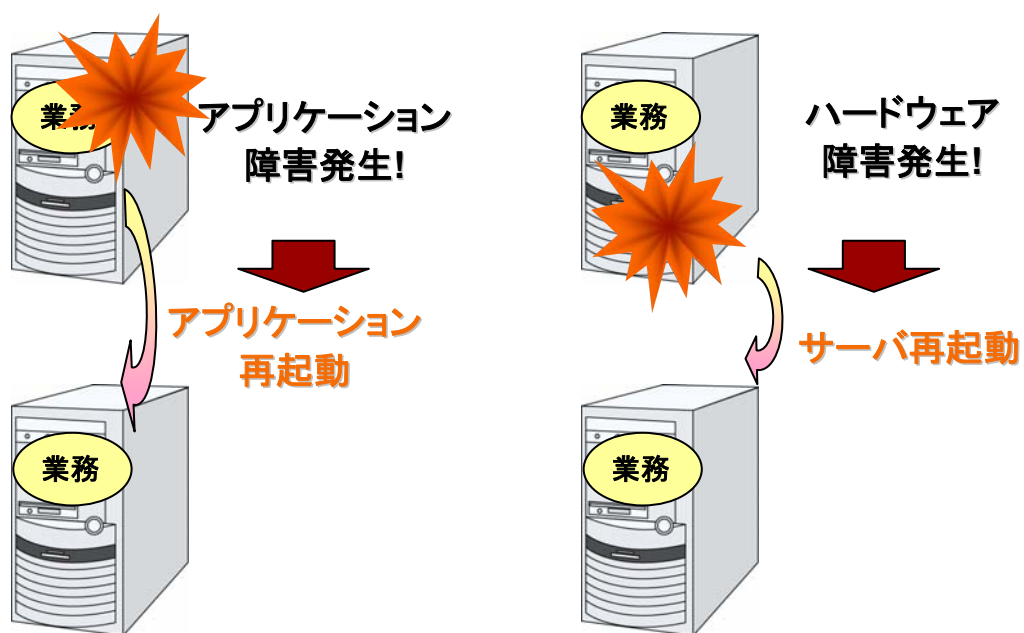 業務
アプリケーション
障害発生!
アプリケーション
再起動
業務
業務
ハードウェア
障害発生!
サーバ再起動
業務